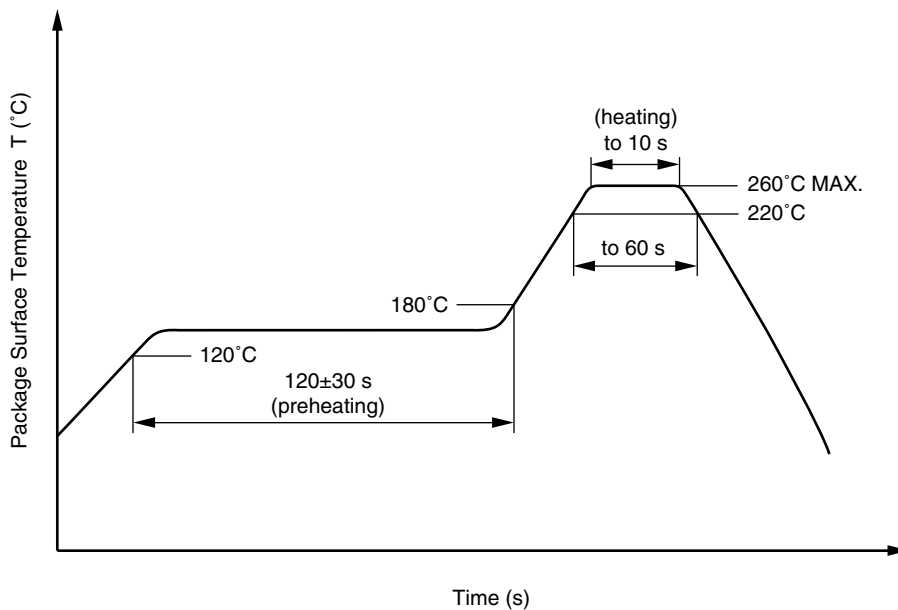 Package Surface Temperature T (˚C)
(heating)
to 10 s
260˚C MAX.
220˚C
to 60 s
180˚C
120˚C
120±30 s
(preheating)
Time (s)